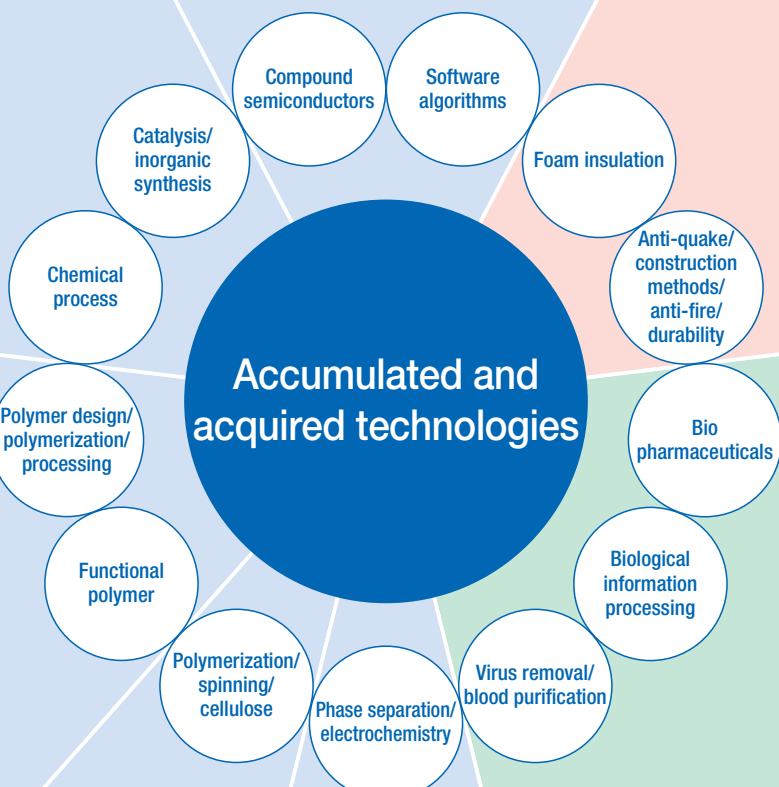 Compound
semiconductors
Software
algorithms
Catalysis/
inorganic
synthesis
Foam insulation
Chemical
process
Anti-quake/
construction
methods/
anti-fire/
durability
Accumulated and
acquired technologies
Polymer design/
polymerization/
processing
Bio
pharmaceuticals
Functional
polymer
Biological
information
processing
Polymerization/
spinning/
cellulose
Phase separation/
electrochemistry
Virus removal/
blood purification